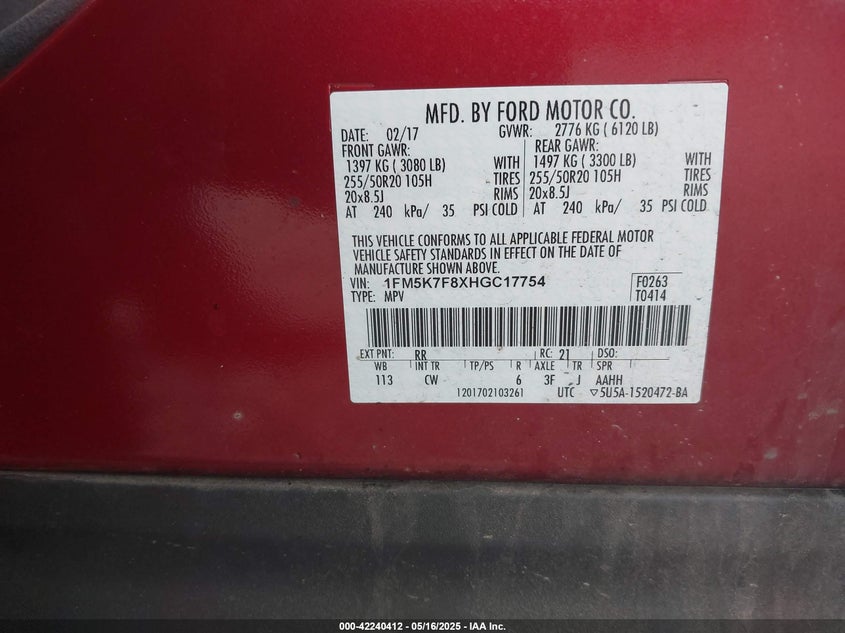 MFD. BY FORD MOTOR CO.
DATE: 02/17 GVWR: 2776 KG ( 6120 LB)
FRONT GAWR: REAR GAWR:
1397 KG ( 3080 LB) WITH 1497 KG ( 3300 LB) WITH
255/50R20 105H TIRES 255/50R20 105H TIRES
20x8.5J RIMS 20x8.5J RIMS
AT 240 kPa/ 35 PSI COLD AT 240 kPa/ 35 PSI COLD
THIS VEHICLE CONFORMS TO ALL APPLICABLE FEDERAL MOTOR
VEHICLE SAFETY STANDARDS IN EFFECT ON THE DATE OF
MANUFACTURE SHOWN ABOVE.
VIN: 1FM5K7F8XHGC17754 F0263
TYPE: MPV T0414
EXT PNT: RR RC: 21 DSO:
WB INT TR TP/PS R AXLE TR SPR
113 CW 6 3F J AAHH
1201702103261 UTC ▽5U5A-1520472-BA
000-42240412 - 05/16/2025 - IAA Inc.